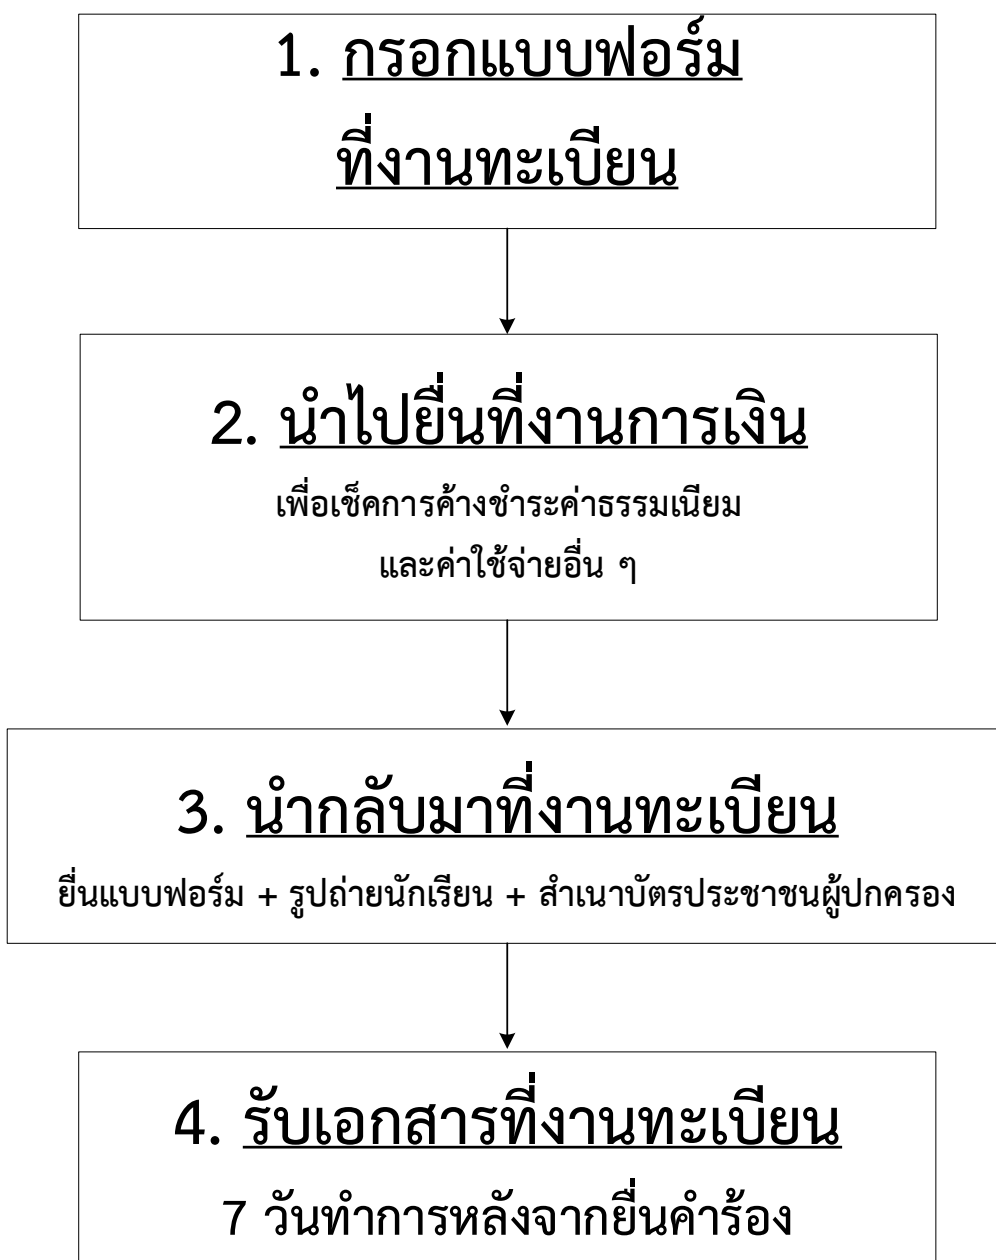 1. กรอกแบบฟอร์ม
ที่งานทะเบียน
2. นำไปยื่นที่งานการเงิน
เพื่อเช็คการค้างชำระค่าธรรมเนียม
และค่าใช้จ่ายอื่น ๆ
3. นำกลับมาที่งานทะเบียน
ยื่นแบบฟอร์ม + รูปถ่ายนักเรียน + สำเนาบัตรประชาชนผู้ปกครอง
4. รับเอกสารที่งานทะเบียน
7 วันทำการหลังจากยื่นคำร้อง